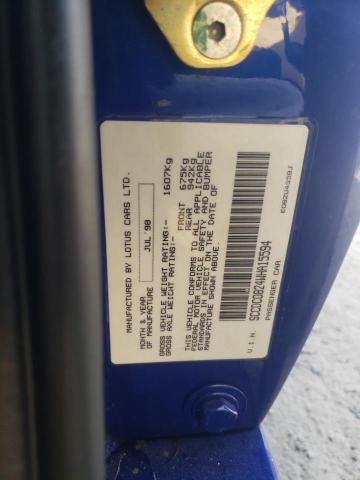 MANUFACTURED BY LOTUS CARS LTD.
MONTH & YEAR
OF MANUFACTURE
JUL '98
GROSS VEHICLE WEIGHT RATING:- 1607Kg
GROSS AXLE WEIGHT RATING:- FRONT 675Kg
REAR 942Kg
THIS VEHICLE CONFORMS TO ALL APPLICABLE
FEDERAL MOTOR VEHICLE SAFETY AND BUMPER
STANDARDS IN EFFECT ON THE DATE OF
MANUFACTURE SHOWN ABOVE.
V.I.N. SCCDC0824WHA15594
PASSENGER CAR
E082U4359J